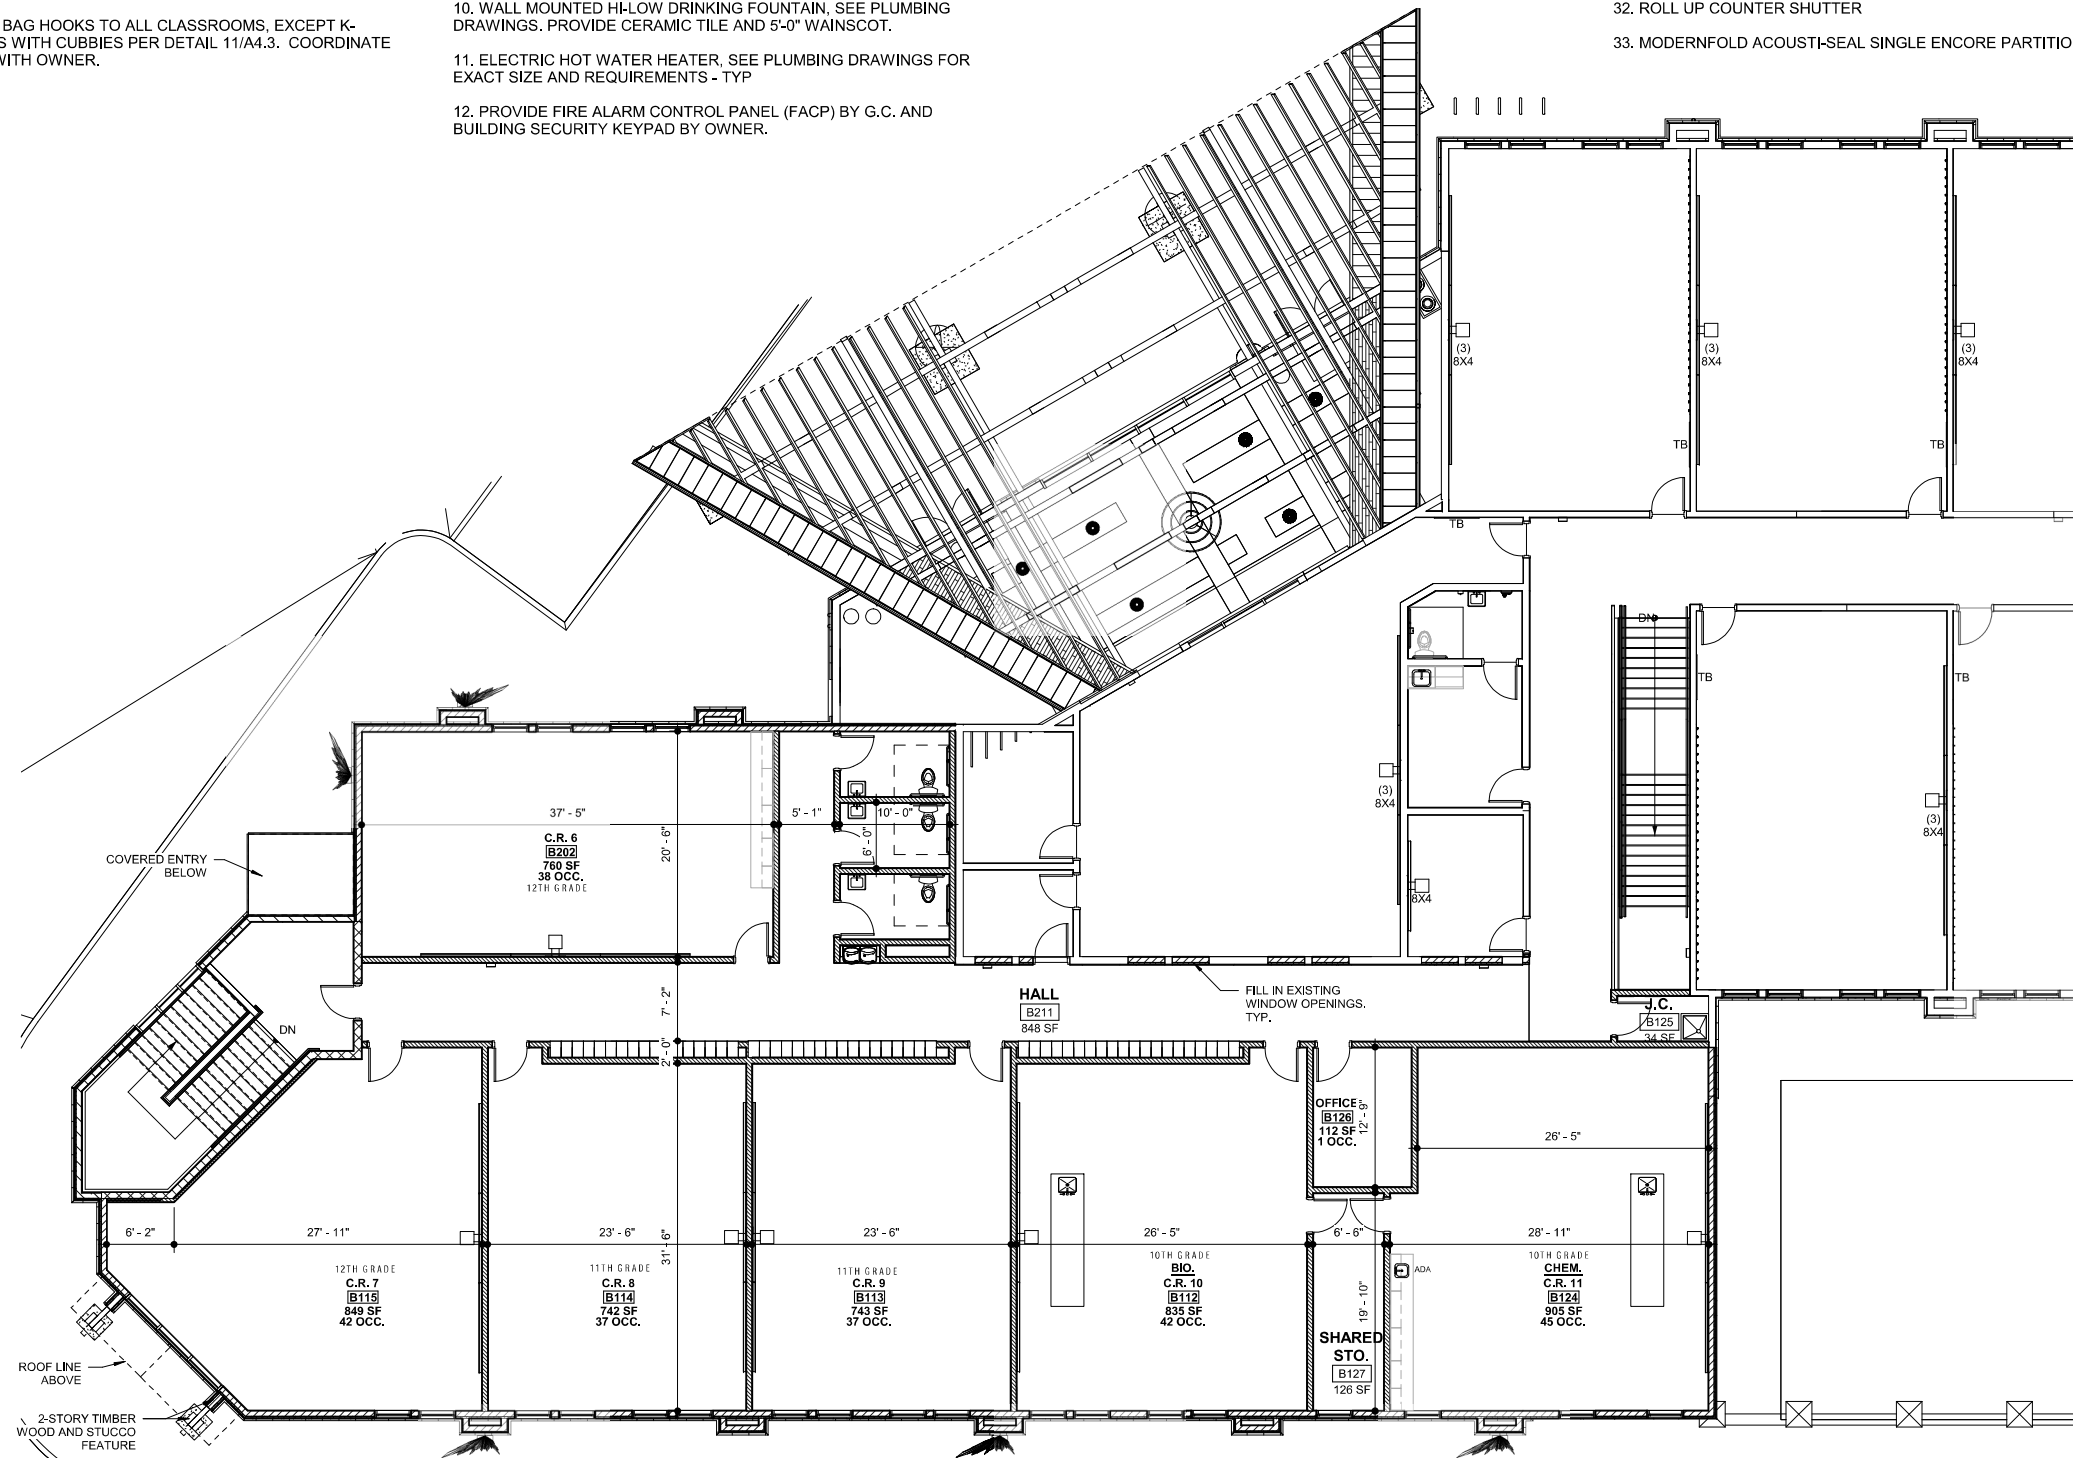 BAG HOOKS TO ALL CLASSROOMS, EXCEPT K-
S WITH CUBBIES PER DETAIL 11/A4.3. COORDINATE
WITH OWNER.
10. WALL MOUNTED HI-LOW DRINKING FOUNTAIN, SEE PLUMBING
DRAWINGS. PROVIDE CERAMIC TILE AND 5'-0" WAINSCOT.
11. ELECTRIC HOT WATER HEATER, SEE PLUMBING DRAWINGS FOR
EXACT SIZE AND REQUIREMENTS - TYP
12. PROVIDE FIRE ALARM CONTROL PANEL (FACP) BY G.C. AND
BUILDING SECURITY KEYPAD BY OWNER.
32. ROLL UP COUNTER SHUTTER
33. MODERNFOLD ACOUSTI-SEAL SINGLE ENCORE PARTITIO
(3)
8X4
(3)
8X4
(3)
8X4
TB
TB
TB
DN
TB
TB
(3)
8X4
(3)
8X4
8X4
37' - 5"
5' - 1"
10' - 0"
6' - 0"
20' - 6"
C.R. 6
B202
760 SF
38 OCC.
12TH GRADE
COVERED ENTRY
BELOW
DN
7' - 2"
2' - 0"
HALL
B211
848 SF
FILL IN EXISTING
WINDOW OPENINGS.
TYP.
J.C.
B125
34 SF
OFFICE
B126
112 SF
1 OCC.
12' - 9"
26' - 5"
6' - 2"
27' - 11"
23' - 6"
31' - 6"
23' - 6"
26' - 5"
6' - 6"
28' - 11"
12TH GRADE
C.R. 7
B115
849 SF
42 OCC.
11TH GRADE
C.R. 8
B114
742 SF
37 OCC.
11TH GRADE
C.R. 9
B113
743 SF
37 OCC.
10TH GRADE
BIO.
C.R. 10
B112
835 SF
42 OCC.
19' - 10"
SHARED
STO.
B127
126 SF
ADA
10TH GRADE
CHEM.
C.R. 11
B124
905 SF
45 OCC.
ROOF LINE
ABOVE
2-STORY TIMBER
WOOD AND STUCCO
FEATURE